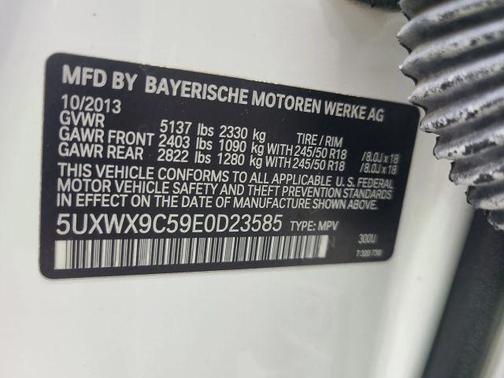 MFD BY BAYERISCHE MOTOREN WERKE AG
10/2013
GVWR 5137 lbs 2330 kg TIRE / RIM
GAWR FRONT 2403 lbs 1090 kg WITH 245/50 R18 /8.0J x 18
GAWR REAR 2822 lbs 1280 kg WITH 245/50 R18 /8.0J x 18
THIS VEHICLE CONFORMS TO ALL APPLICABLE U.S. FEDERAL
MOTOR VEHICLE SAFETY AND THEFT PREVENTION STANDARDS
IN EFFECT ON THE DATE OF MANUFACTURE SHOWN ABOVE.
5UXWX9C59E0D23585 TYPE: MPV
300U